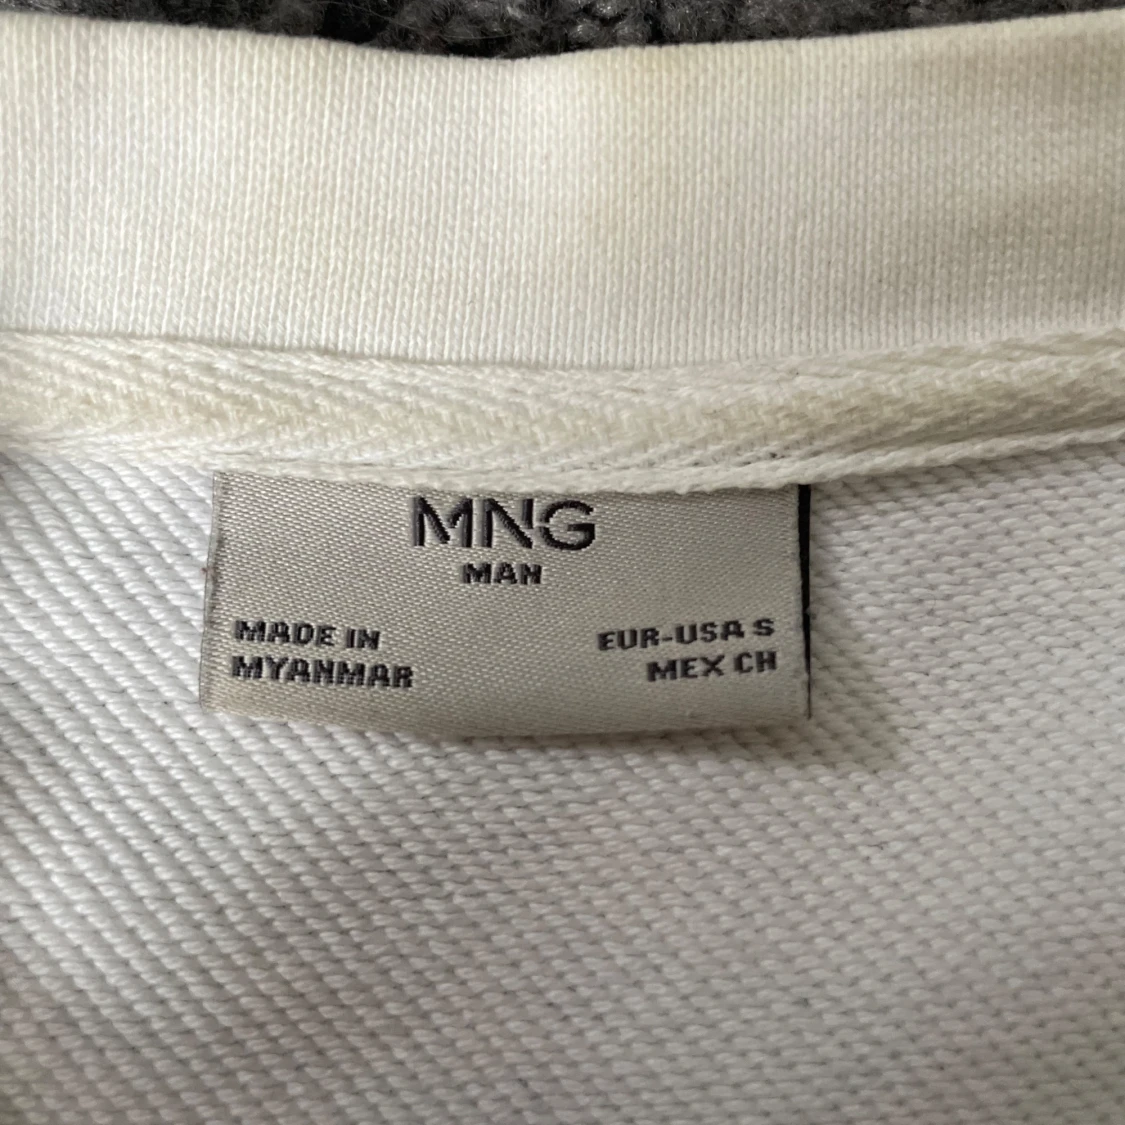 MNG
MAN
MADE IN
MYANMAR
EUR-USA S
MEX CH